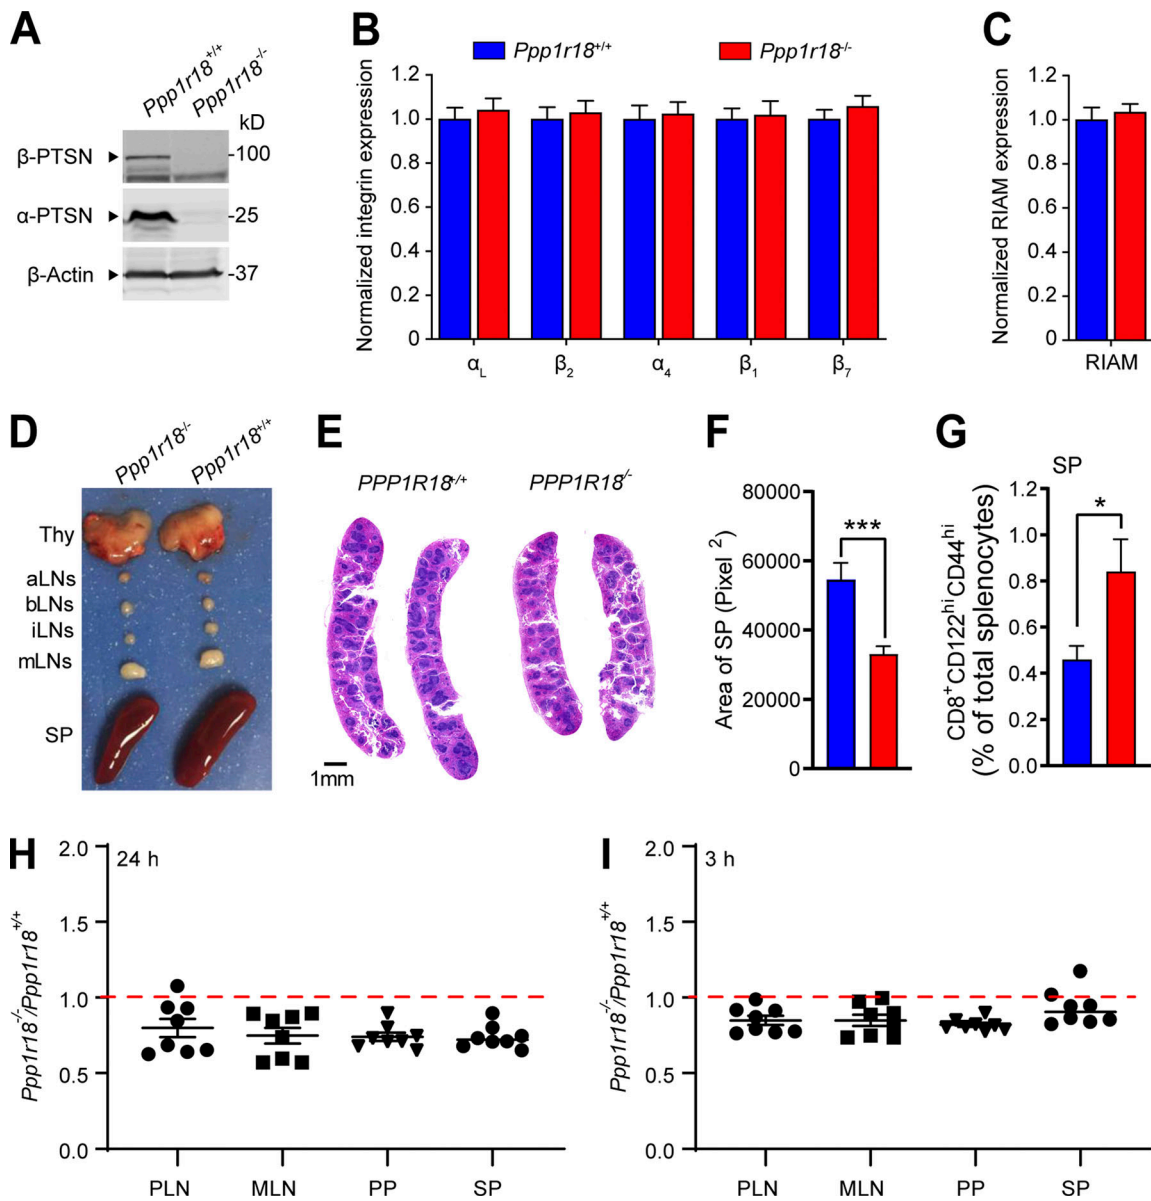 A
Ppp1r18+/+
Ppp1r18-/-
kD
β-PTSN
-100
α-PTSN
-25
β-Actin
-37
B
Ppp1r18+/+
Ppp1r18-/-
Normalized integrin expression
1.2
1.0
0.8
0.6
0.4
0.2
0
αL
β2
α4
β1
β7
C
Normalized RIAM expression
1.2
1.0
0.8
0.6
0.4
0.2
0
RIAM
D
Ppp1r18-/-
Ppp1r18+/+
Thy
aLNs
bLNs
iLNs
mLNs
SP
E
PPP1R18+/+
PPP1R18/-
1mm
F
Area of SP (Pixel 2)
80000
60000
40000
20000
0
***
G
SP
CD8+CD122hiCD44hi
(% of total splenocytes)
1.2
1.0
0.8
0.6
0.4
0.2
0.0
*
H
24 h
Ppp1r18-/-/Ppp1r18+/+
2.0
1.5
1.0
0.5
0.0
PLN
MLN
PP
SP
I
3 h
Ppp1r18-/-/Ppp1r18+/+
2.0
1.5
1.0
0.5
0.0
PLN
MLN
PP
SP